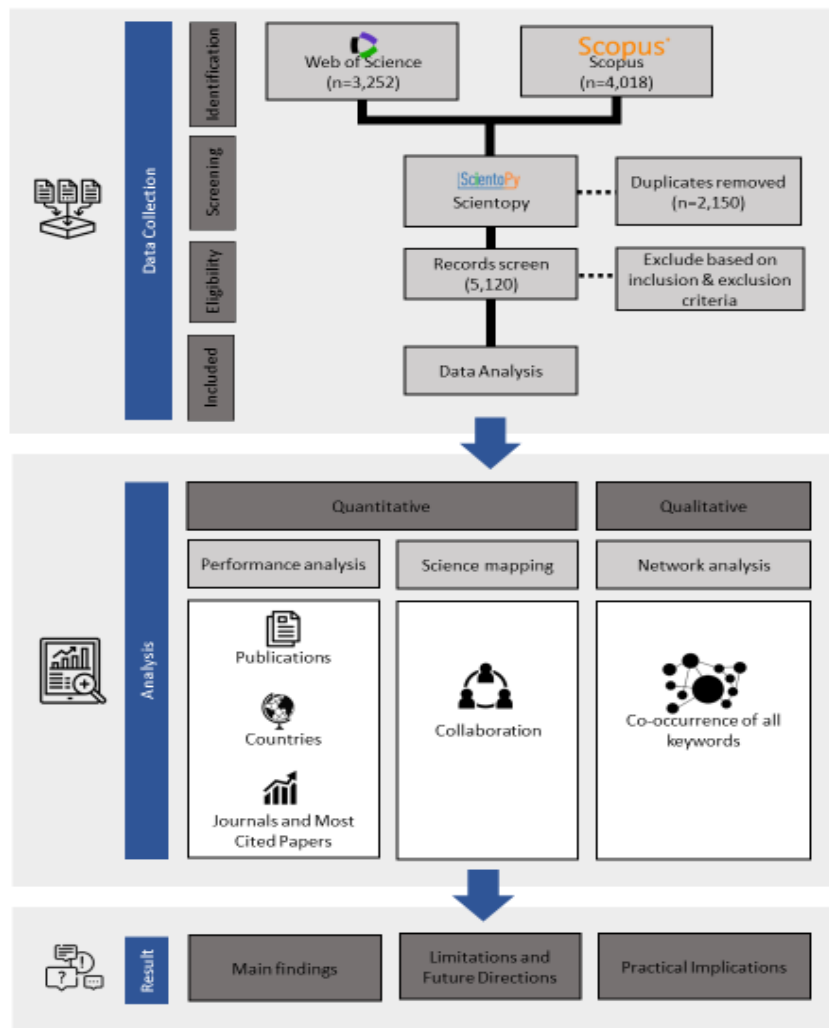 Data Collection
Identification
Screening
Eligibility
Included
Web of Science
(n=3,252)
Scopus
Scopus
(n=4,018)
ScientoPy
Scientopy
Duplicates removed
(n=2,150)
Records screen
(5,120)
Exclude based on
inclusion & exclusion
criteria
Data Analysis
Analysis
Quantitative
Qualitative
Performance analysis
Science mapping
Network analysis
Publications
Countries
Journals and Most
Cited Papers
Collaboration
Co-occurrence of all
keywords
Result
Main findings
Limitations and
Future Directions
Practical Implications